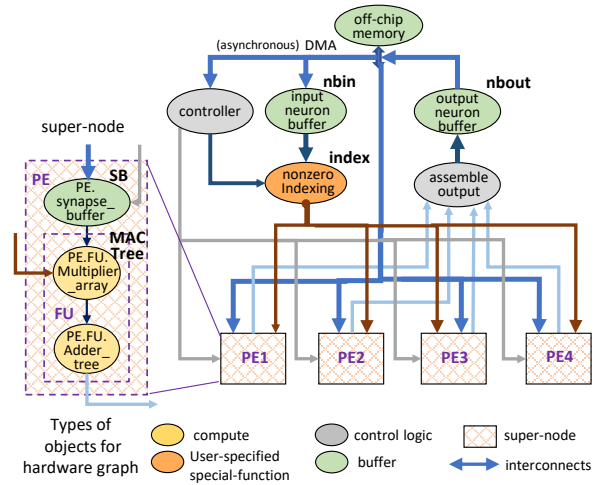 off-chip
memory
(asynchronous) DMA
nbin
nbout
controller
input
neuron
buffer
output
neuron
buffer
super-node
index
PE
SB
PE.
synapse_
buffer
nonzero
Indexing
assemble
output
MAC
Tree
PE.FU.
Multiplier
_array
FU
PE.FU.
Adder_
tree
PE1
PE2
PE3
PE4
Types of
objects for
hardware graph
compute
User-specified
special-function
control logic
buffer
super-node
interconnects